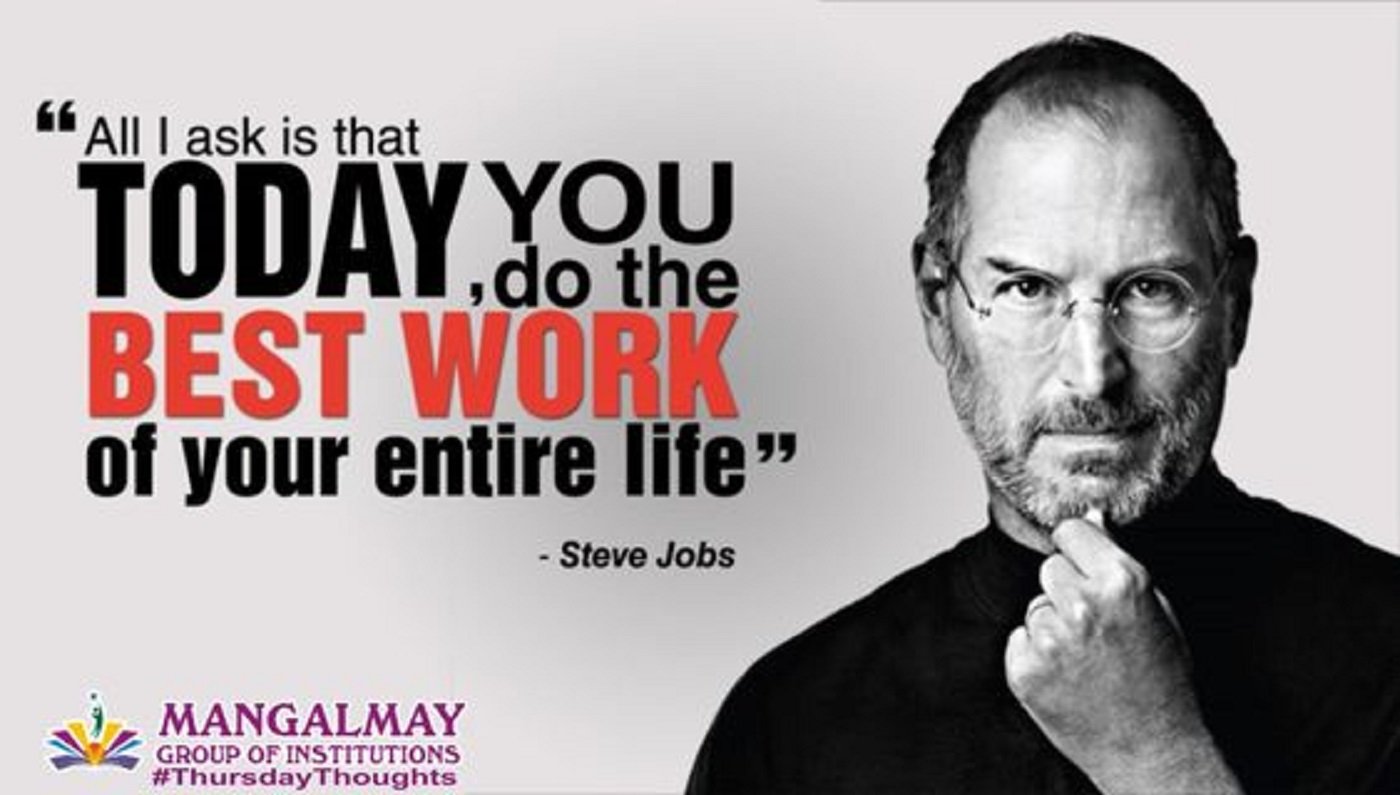 “All I ask is that
TODAY, YOU
do the
BEST WORK
of your entire life”
- Steve Jobs
MANGALMAY
GROUP OF INSTITUTIONS
#ThursdayThoughts